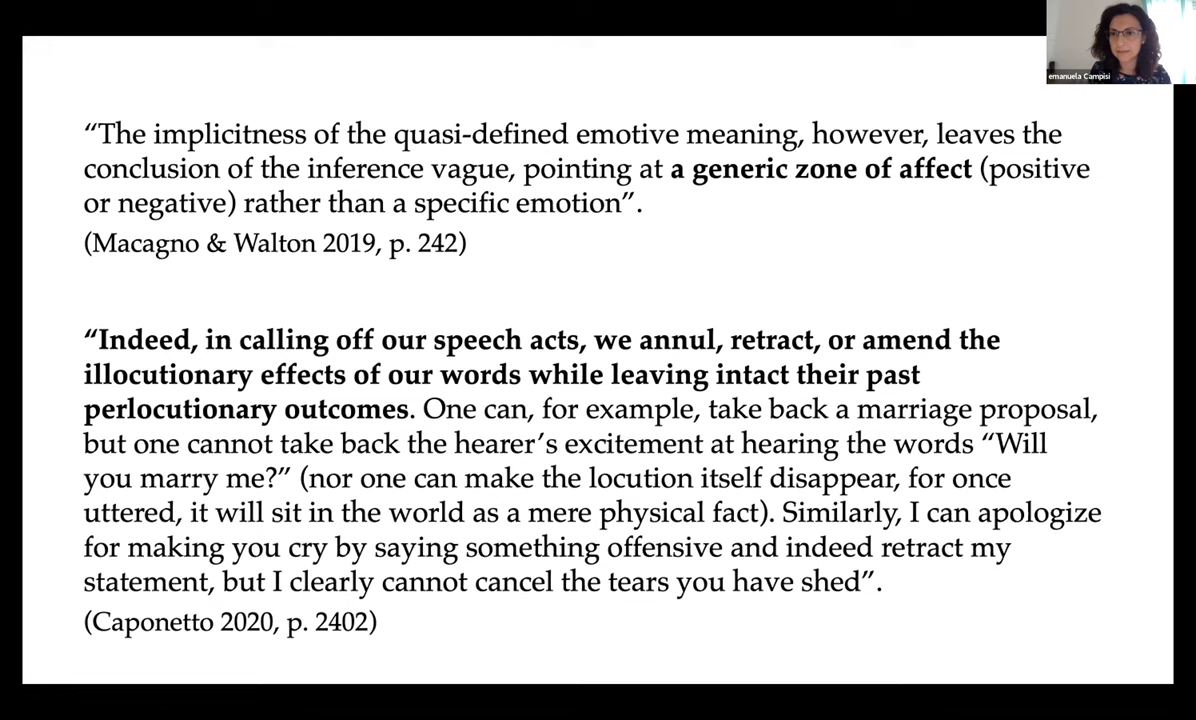 emanuela Campisi
“The implicitness of the quasi-defined emotive meaning, however, leaves the
conclusion of the inference vague, pointing at a generic zone of affect (positive
or negative) rather than a specific emotion”.
(Macagno & Walton 2019, p. 242)
“Indeed, in calling off our speech acts, we annul, retract, or amend the
illocutionary effects of our words while leaving intact their past
perlocutionary outcomes. One can, for example, take back a marriage proposal,
but one cannot take back the hearer’s excitement at hearing the words “Will
you marry me?” (nor one can make the locution itself disappear, for once
uttered, it will sit in the world as a mere physical fact). Similarly, I can apologize
for making you cry by saying something offensive and indeed retract my
statement, but I clearly cannot cancel the tears you have shed”.
(Caponetto 2020, p. 2402)